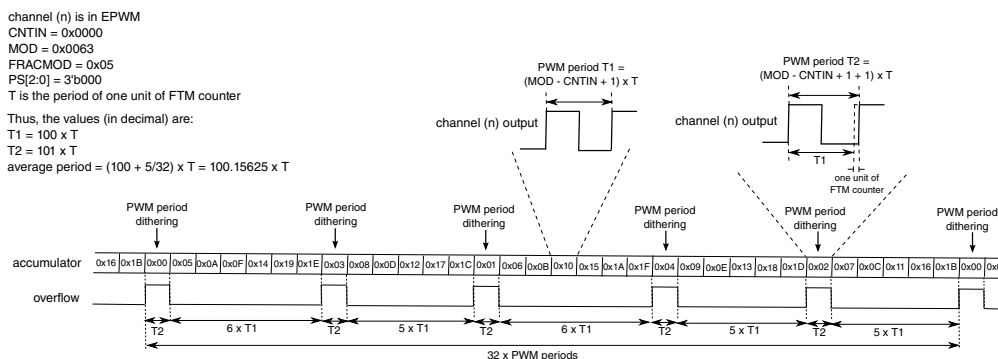 channel (n) is in EPWM
CNTIN = 0x0000
MOD = 0x0063
FRACMOD = 0x05
PS[2:0] = 3'b000
T is the period of one unit of FTM counter
Thus, the values (in decimal) are:
T1 = 100 x T
T2 = 101 x T
average period = (100 + 5/32) x T = 100.15625 x T
PWM period T1 =
(MOD - CNTIN + 1) x T
channel (n) output
PWM period T2 =
(MOD - CNTIN + 1 + 1) x T
channel (n) output
T1
one unit of
FTM counter
PWM period
dithering
PWM period
dithering
PWM period
dithering
PWM period
dithering
PWM period
dithering
PWM period
dithering
accumulator 0x16 0x1B 0x00 0x05 0x0A 0x0F 0x14 0x19 0x1E 0x03 0x08 0x0D 0x12 0x17 0x1C 0x01 0x06 0x0B 0x10 0x15 0x1A 0x1F 0x04 0x09 0x0E 0x13 0x18 0x1D 0x02 0x07 0x0C 0x11 0x16 0x1B 0x00
overflow
T2 6 x T1 T2 5 x T1 T2 6 x T1 T2 5 x T1 T2 5 x T1
32 x PWM periods